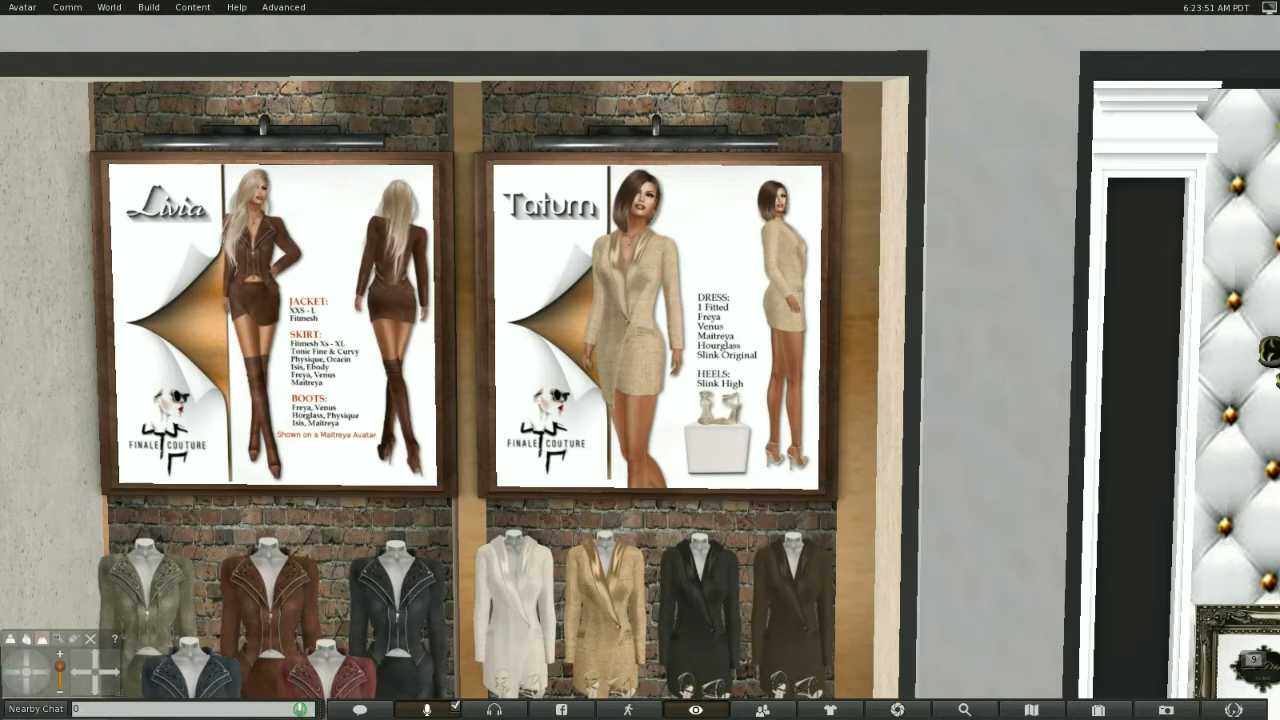 Avatar Comm World Build Content Help Advanced
6:23:51 AM PDT
Livia
JACKET:
XXS - L
Fitmesh
SKIRT:
Fitmesh Xs - XL
Tonic Fine & Curvy
Physique, Ocacin
Isis, Ebody
Freya, Venus
Maitreya
BOOTS:
Freya, Venus
Horglass, Physique
Isis, Maitreya
Shown on a Maitreya Avatar
FINALE COUTURE
Tatum
DRESS:
1 Fitted
Freya
Venus
Maitreya
Hourglass
Slink Original
HEELS:
Slink High
FINALE COUTURE
?
9
Nearby Chat
0